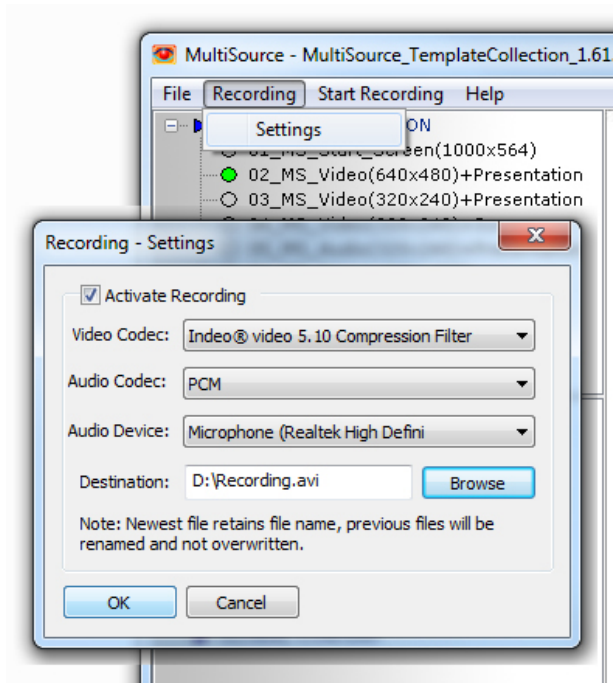 MultiSource - MultiSource_TemplateCollection_1.61
File Recording Start Recording Help
Settings
ON
01_MS_Start_Screen(1000x564)
02_MS_Video(640x480)+Presentation
03_MS_Video(320x240)+Presentation
Recording - Settings
Activate Recording
Video Codec: Indeo® video 5.10 Compression Filter
Audio Codec: PCM
Audio Device: Microphone (Realtek High Defini
Destination: D:\Recording.avi Browse
Note: Newest file retains file name, previous files will be
renamed and not overwritten.
OK Cancel